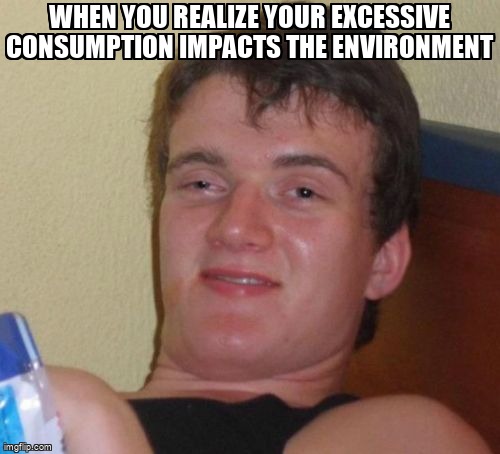 WHEN YOU REALIZE YOUR EXCESSIVE
CONSUMPTION IMPACTS THE ENVIRONMENT
imgflip.com